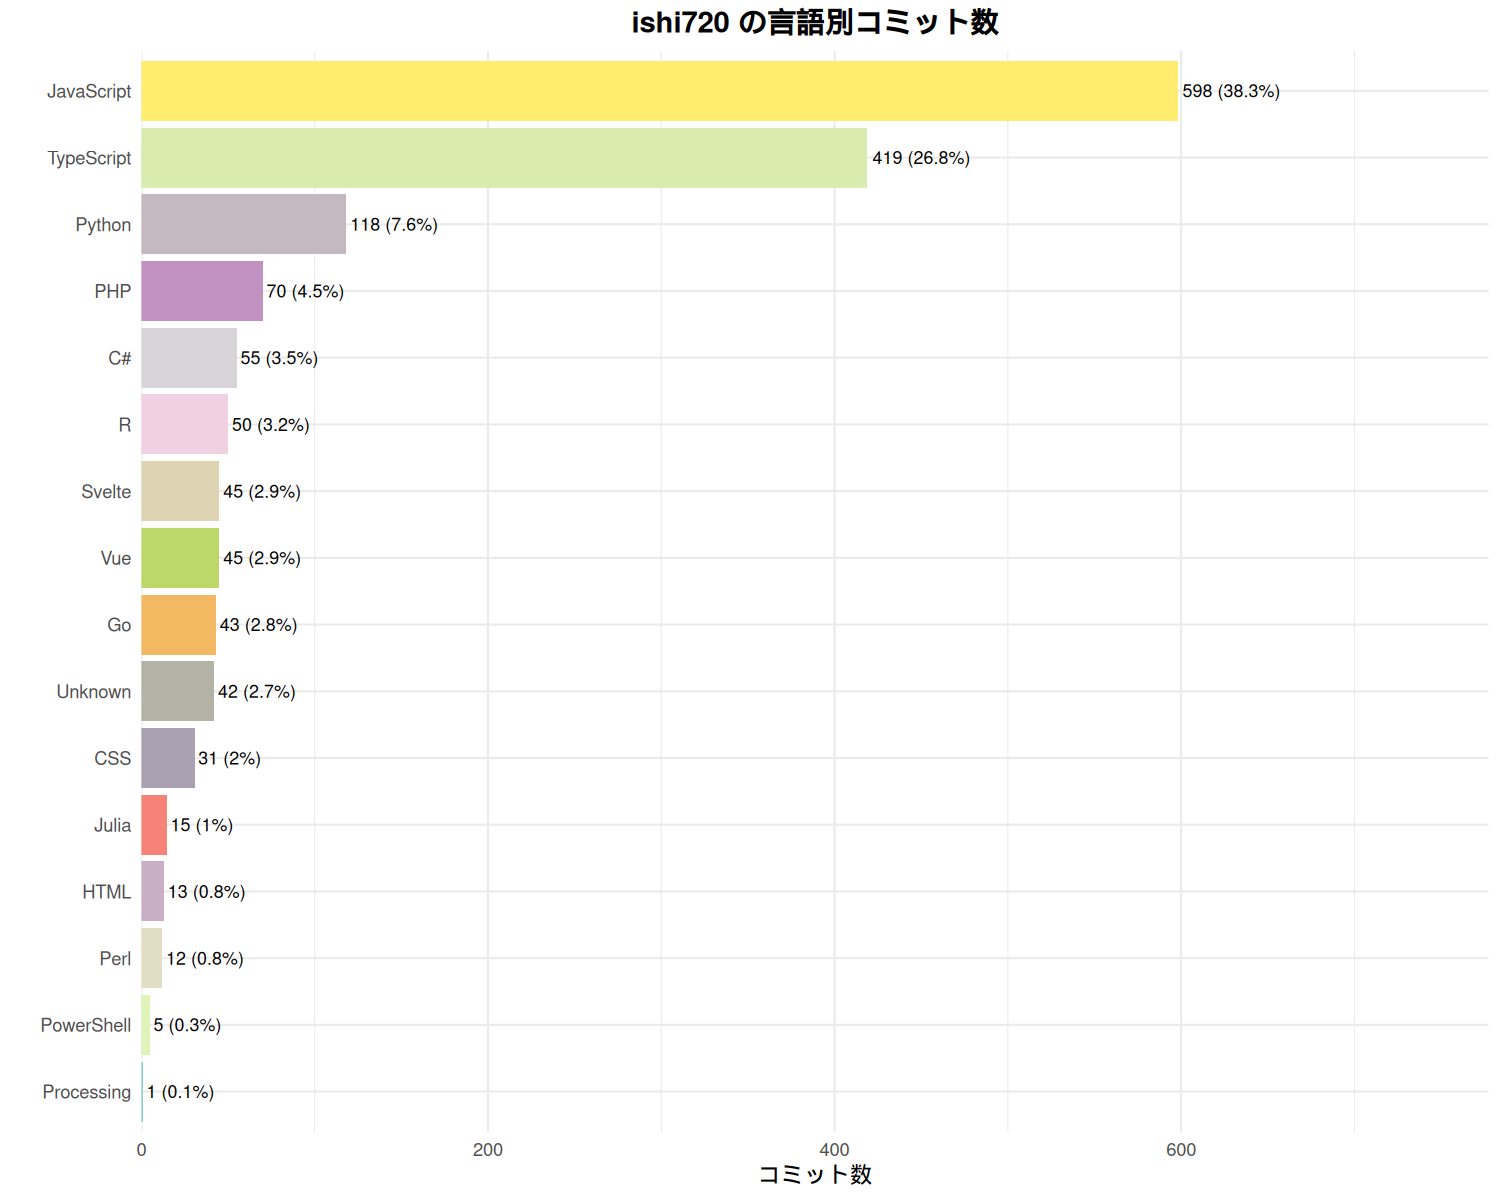 ishi720 の言語別コミット数
JavaScript 598 (38.3%)
TypeScript 419 (26.8%)
Python 118 (7.6%)
PHP 70 (4.5%)
C# 55 (3.5%)
R 50 (3.2%)
Svelte 45 (2.9%)
Vue 45 (2.9%)
Go 43 (2.8%)
Unknown 42 (2.7%)
CSS 31 (2%)
Julia 15 (1%)
HTML 13 (0.8%)
Perl 12 (0.8%)
PowerShell 5 (0.3%)
Processing 1 (0.1%)
0 200 400 600
コミット数